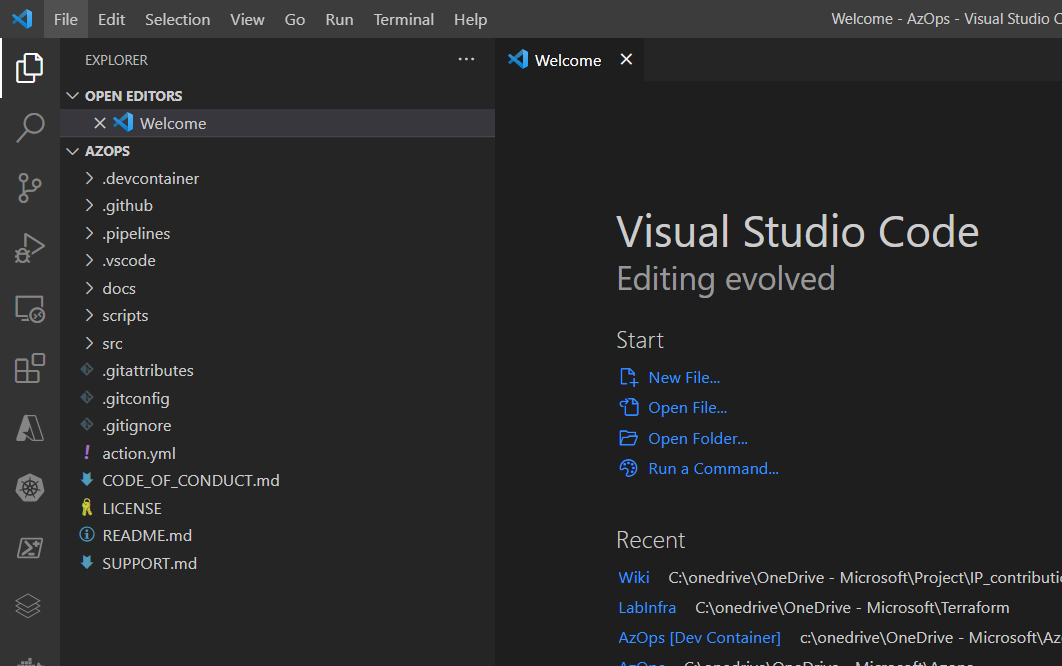 File Edit Selection View Go Run Terminal Help Welcome - AzOps - Visual Studio
EXPLORER ...
Welcome
OPEN EDITORS
Welcome
AZOPS
.devcontainer
.github
.pipelines
.vscode
docs
scripts
src
.gitattributes
.gitconfig
.gitignore
action.yml
CODE_OF_CONDUCT.md
LICENSE
README.md
SUPPORT.md
Visual Studio Code
Editing evolved
Start
New File...
Open File...
Open Folder...
Run a Command...
Recent
Wiki C:\onedrive\OneDrive - Microsoft\Project\IP_contributi
LabInfra C:\onedrive\OneDrive - Microsoft\Terraform
AzOps [Dev Container] c:\onedrive\OneDrive - Microsoft\Az